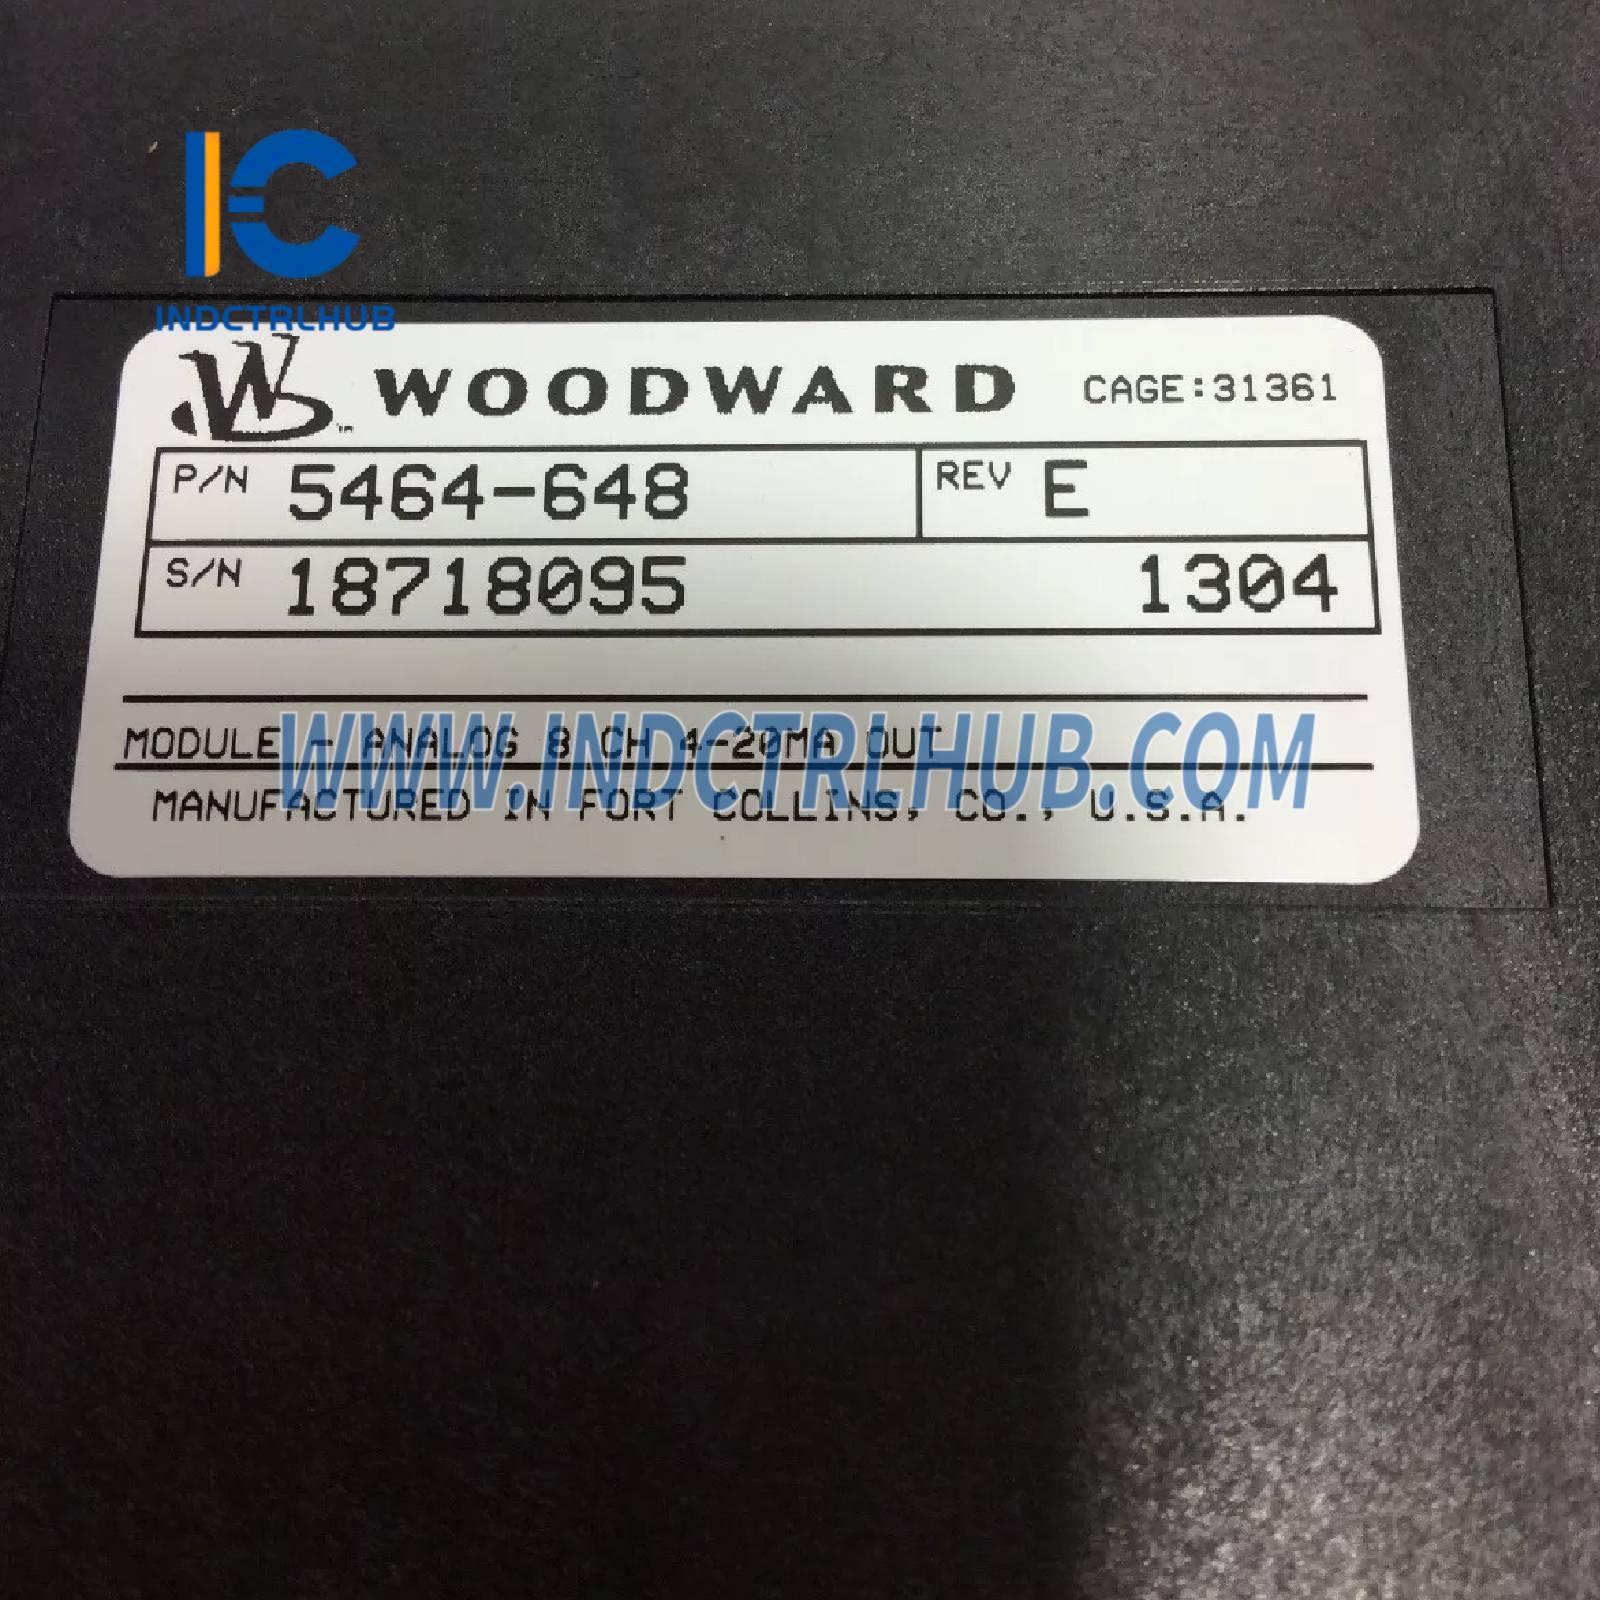 INDCTRLHUB
WOODWARD CAGE:31361
P/N 5464-648 REV E
S/N 18718095 1304
MODULE - ANALOG 8 CH 4-20MA OUT
WWW.INDCTRLHUB.COM
MANUFACTURED IN FORT COLLINS, CO., U.S.A.